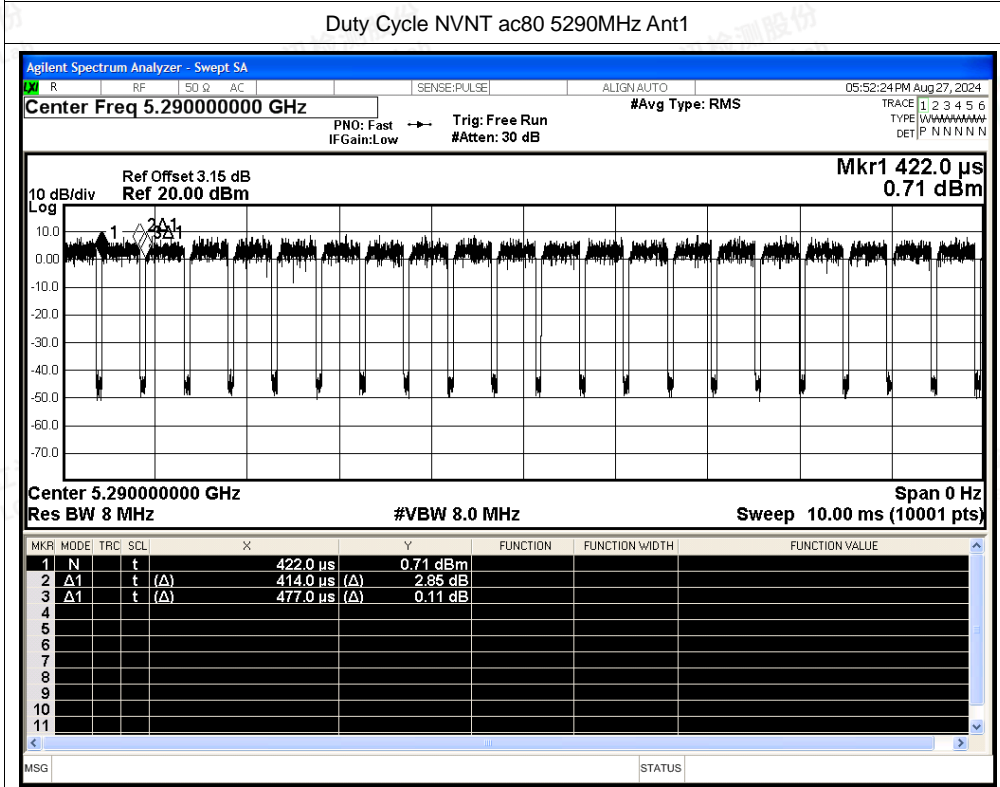 Duty Cycle NVNT ac80 5290MHz Ant1
Agilent Spectrum Analyzer - Swept SA
LXI R RF 50 Ω AC SENSE:PULSE ALIGN AUTO 05:52:24 PM Aug 27, 2024
Center Freq 5.290000000 GHz #Avg Type: RMS TRACE 1 2 3 4 5 6
PNO: Fast Trig: Free Run TYPE
IFGain:Low #Atten: 30 dB DET P N N N N N
Mkr1 422.0 µs
0.71 dBm
Ref Offset 3.15 dB
10 dB/div Ref 20.00 dBm
Log
10.0
0.00
-10.0
-20.0
-30.0
-40.0
-50.0
-60.0
-70.0
1 2Δ1
3Δ1
Center 5.290000000 GHz Span 0 Hz
Res BW 8 MHz #VBW 8.0 MHz Sweep 10.00 ms (10001 pts)
MKR MODE TRC SCL X Y FUNCTION FUNCTION WIDTH FUNCTION VALUE
1 N t 422.0 µs 0.71 dBm
2 Δ1 t (Δ) 414.0 µs (Δ) 2.85 dB
3 Δ1 t (Δ) 477.0 µs (Δ) 0.11 dB
4
5
6
7
8
9
10
11
MSG STATUS